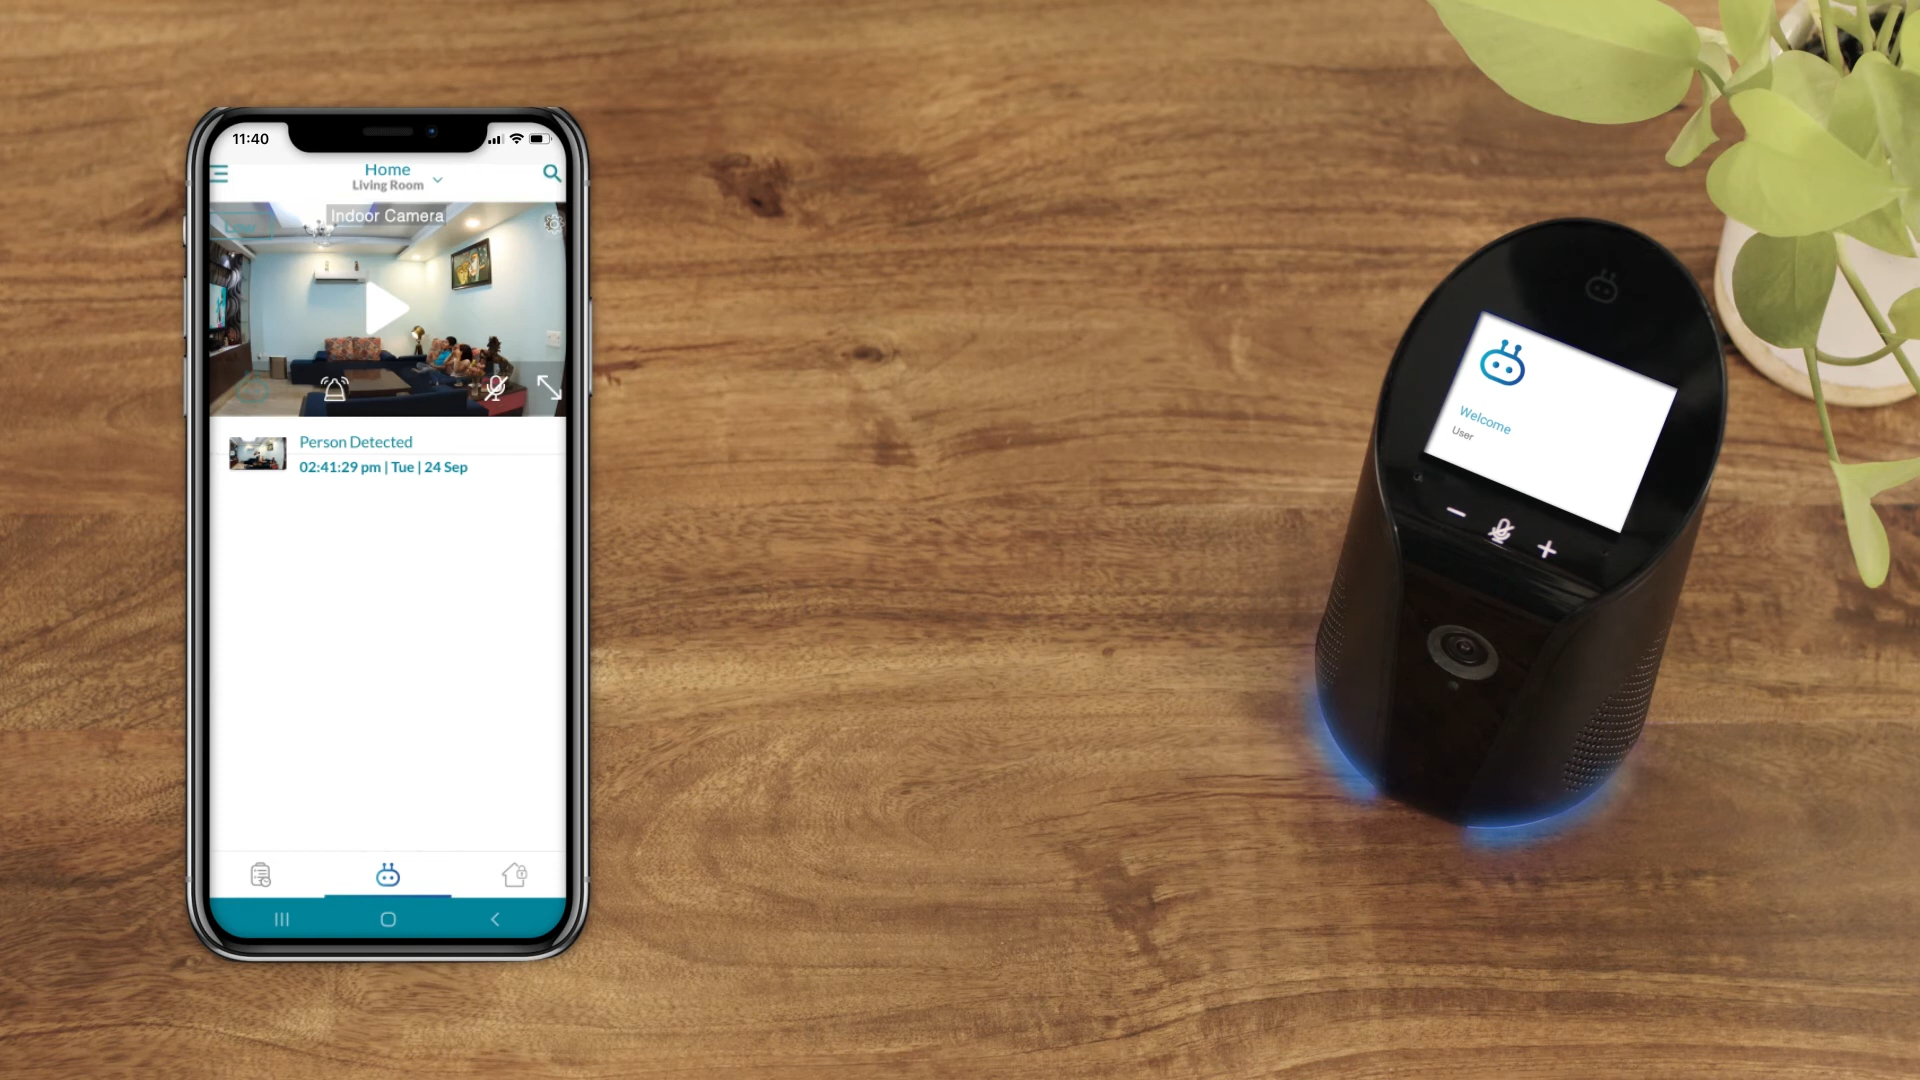 11:40
Home
Living Room
Indoor Camera
Person Detected
02:41:29 pm | Tue | 24 Sep
Welcome
User